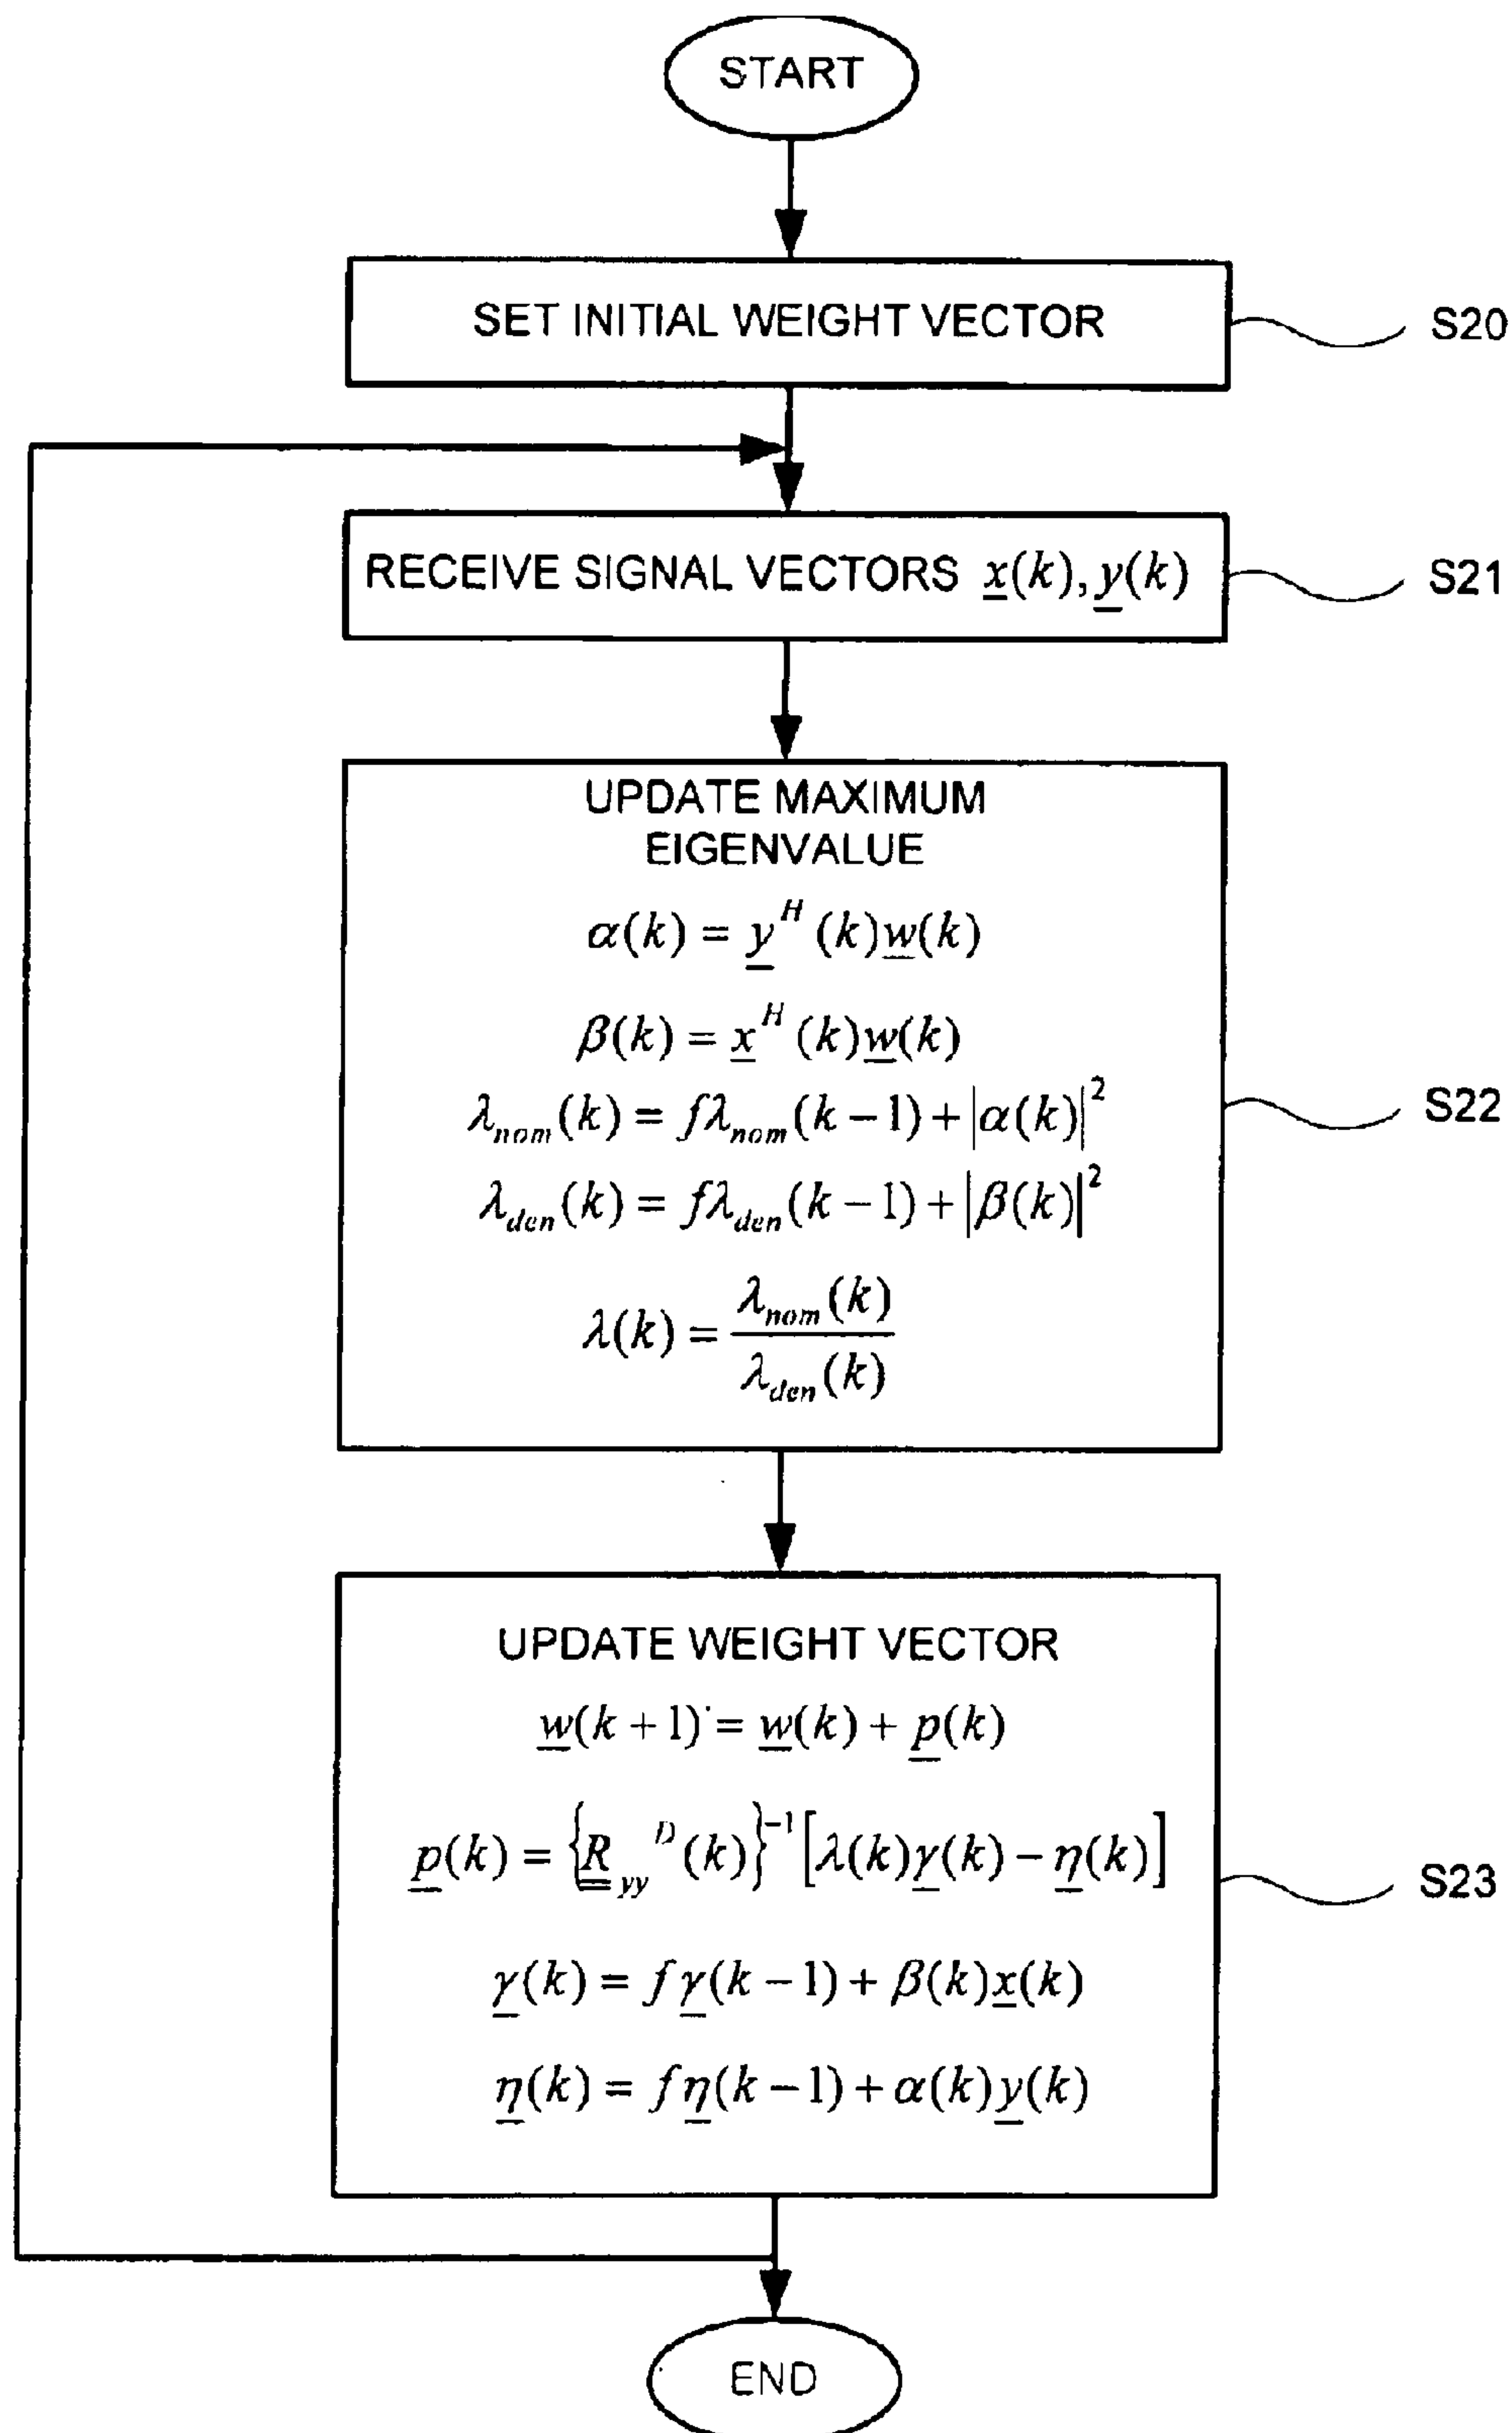 START
SET INITIAL WEIGHT VECTOR
S20
RECEIVE SIGNAL VECTORS x(k), y(k)
S21
UPDATE MAXIMUM
EIGENVALUE
α(k) = y^H (k)w(k)
β(k) = x^H (k)w(k)
λ_nom(k) = fλ_nom(k−1)+|α(k)|^2
λ_den(k) = fλ_den(k−1)+|β(k)|^2
λ(k) = λ_nom(k) / λ_den(k)
S22
UPDATE WEIGHT VECTOR
w(k+1) = w(k) + p(k)
p(k) = {R_yy^D(k)}^−1 [λ(k)γ(k) − η(k)]
γ(k) = fγ(k−1) + β(k)x(k)
η(k) = fη(k−1) + α(k)y(k)
S23
END